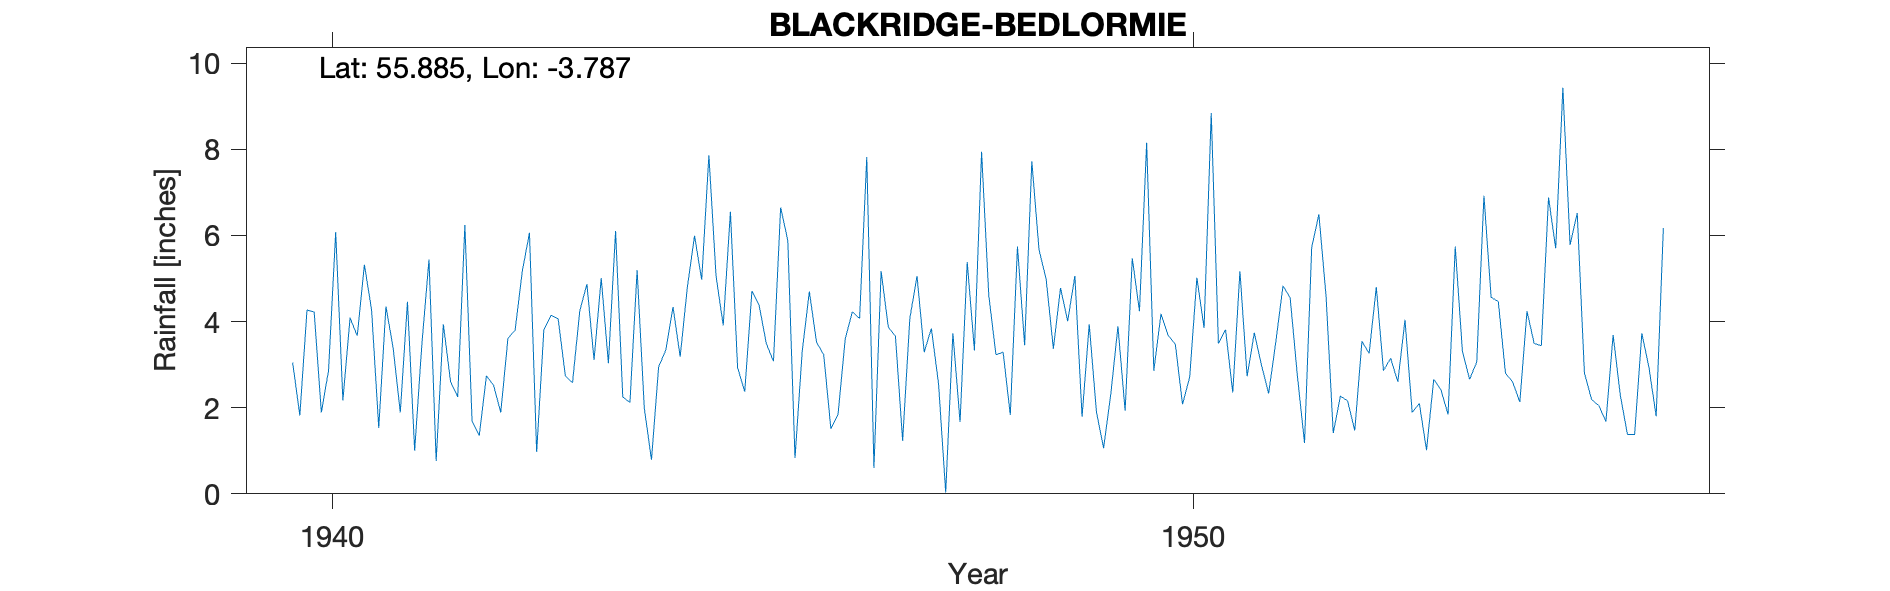 BLACKRIDGE-BEDLORMIE
Lat: 55.885, Lon: -3.787
10
8
6
4
2
0
Rainfall [inches]
1940
1950
Year